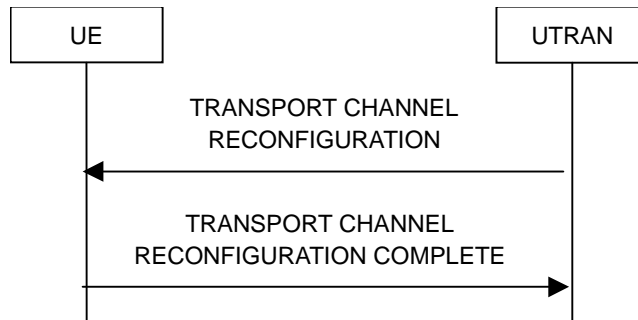 UE
UTRAN
TRANSPORT CHANNEL
RECONFIGURATION
TRANSPORT CHANNEL
RECONFIGURATION COMPLETE